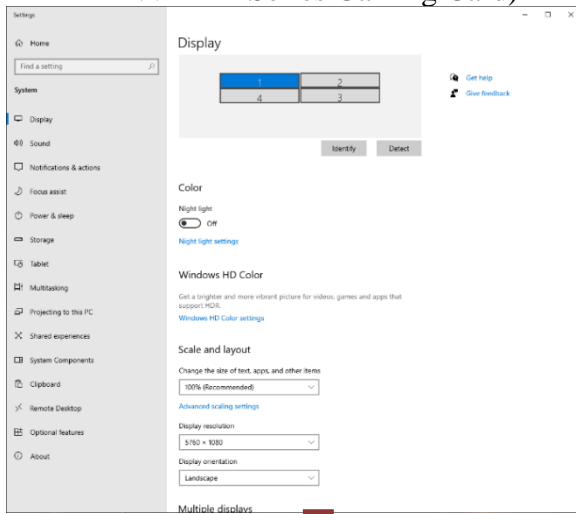 Series Gaming Card)
Settings
Home
Display
Find a setting
System
1 2
4 3
Get help
Give feedback
Display
Sound
Identify
Detect
Notifications & actions
Focus assist
Color
Power & sleep
Night light
Off
Storage
Night light settings
Tablet
Multitasking
Windows HD Color
Projecting to this PC
Get a brighter and more vibrant picture for videos, games and apps that
support HDR.
Windows HD Color settings
Shared experiences
System Components
Scale and layout
Clipboard
Change the size of text, apps, and other items
100% (Recommended)
Remote Desktop
Advanced scaling settings
Optional features
Display resolution
5760 × 1080
About
Display orientation
Landscape
Multiple displays